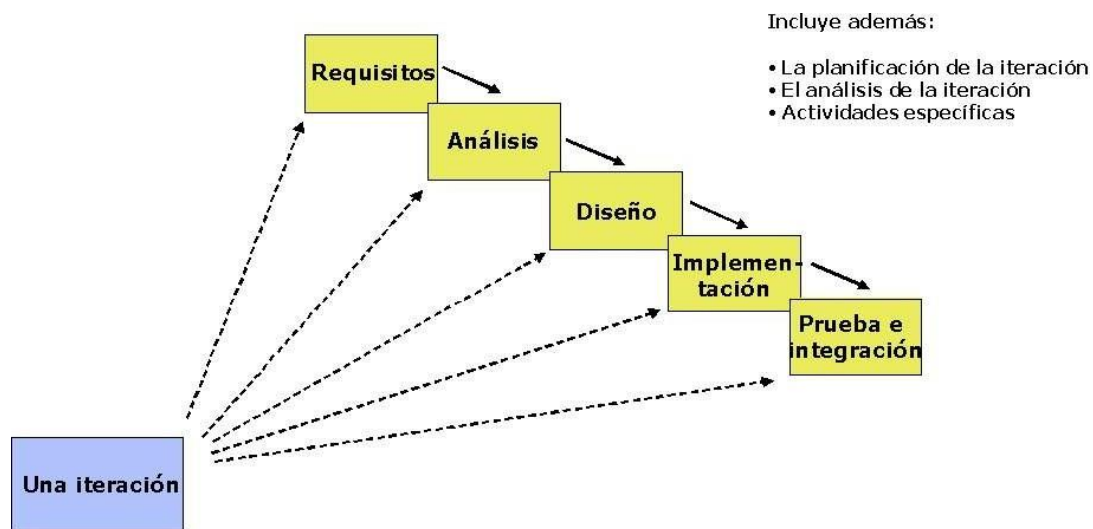 Incluye además:
• La planificación de la iteración
• El análisis de la iteración
• Actividades específicas
Requisitos
Análisis
Diseño
Implemen-
tación
Prueba e
integración
Una iteración